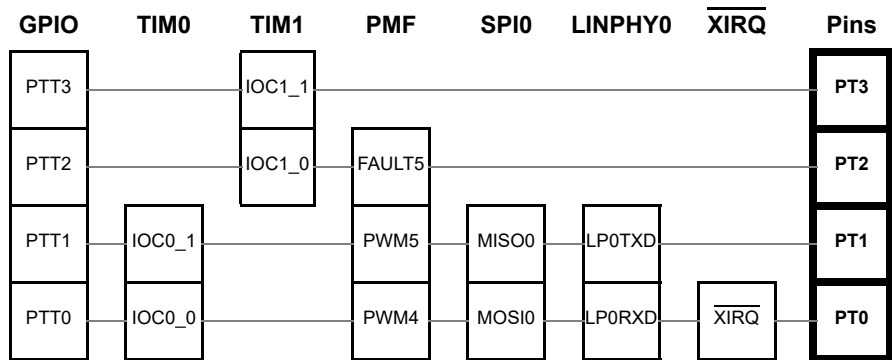 GPIO TIM0 TIM1 PMF SPI0 LINPHY0 XIRQ Pins
PTT3 IOC1_1 PT3
PTT2 IOC1_0 FAULT5 PT2
PTT1 IOC0_1 PWM5 MISO0 LP0TXD PT1
PTT0 IOC0_0 PWM4 MOSI0 LP0RXD XIRQ PT0